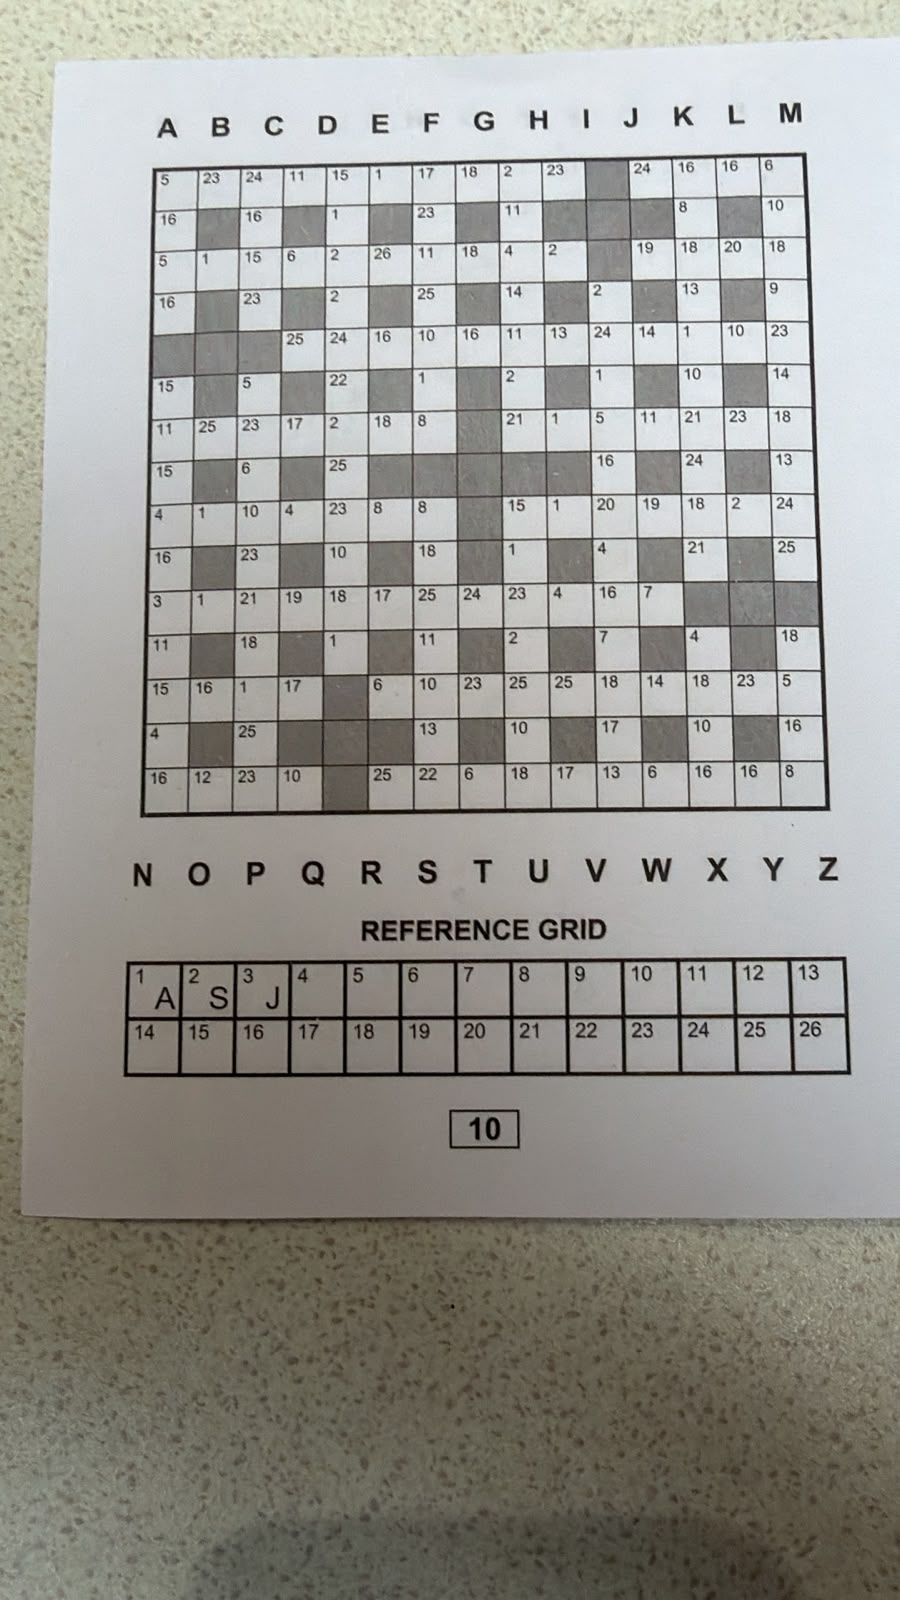 A B C D E F G H I J K L M
5 23 24 11 15 1 17 18 2 23 24 16 16 6
16 16 1 23 11 8 10
5 1 15 6 2 26 11 18 4 2 19 18 20 18
16 23 2 25 14 2 13 9
25 24 16 10 16 11 13 24 14 1 10 23
15 5 22 1 2 1 10 14
11 25 23 17 2 18 8 21 1 5 11 21 23 18
15 6 25 16 24 13
4 1 10 4 23 8 8 15 1 20 19 18 2 24
16 23 10 18 1 4 21 25
3 1 21 19 18 17 25 24 23 4 16 7
11 18 1 11 2 7 4 18
15 16 1 17 6 10 23 25 25 18 14 18 23 5
4 25 13 10 17 10 16
16 12 23 10 25 22 6 18 17 13 6 16 16 8
N O P Q R S T U V W X Y Z
REFERENCE GRID
1 2 3 4 5 6 7 8 9 10 11 12 13
A S J
14 15 16 17 18 19 20 21 22 23 24 25 26
10